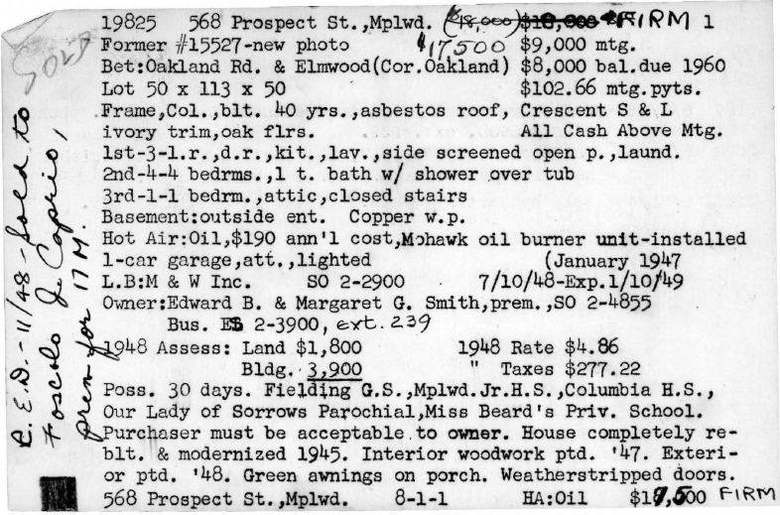 19825   568 Prospect St.,Mplwd. (18,000) $18,000 FIRM 1
Former #15527-new photo   $17500   $9,000 mtg.
Bet:Oakland Rd. & Elmwood(Cor.Oakland) $8,000 bal.due 1960
Lot 50 x 113 x 50   $102.66 mtg.pyts.
Frame,Col.,blt. 40 yrs.,asbestos roof, Crescent S & L
ivory trim,oak flrs.   All Cash Above Mtg.
1st-3-l.r.,d.r.,kit.,lav.,side screened open p.,laund.
2nd-4-4 bedrms.,1 t. bath w/ shower over tub
3rd-1-1 bedrm.,attic,closed stairs
Basement:outside ent.  Copper w.p.
Hot Air:Oil,$190 ann'l cost,Mohawk oil burner unit-installed
1-car garage,att.,lighted   (January 1947
L.B:M & W Inc.   SO 2-2900   7/10/48-Exp.1/10/49
Owner:Edward B. & Margaret G. Smith,prem.,SO 2-4855
Bus. ES 2-3900, ext. 239
1948 Assess: Land $1,800   1948 Rate $4.86
Bldg. 3,900   "  Taxes $277.22
Poss. 30 days. Fielding G.S.,Mplwd.Jr.H.S.,Columbia H.S.,
Our Lady of Sorrows Parochial,Miss Beard's Priv. School.
Purchaser must be acceptable to owner. House completely re-
blt. & modernized 1945. Interior woodwork ptd. '47. Exteri-
or ptd. '48. Green awnings on porch. Weatherstripped doors.
568 Prospect St.,Mplwd.   8-1-1   HA:Oil   $17,500 FIRM
SOLD
C.E.D.-11/48-Sold to
Foscolo De Caprio,
prem for 17 M.